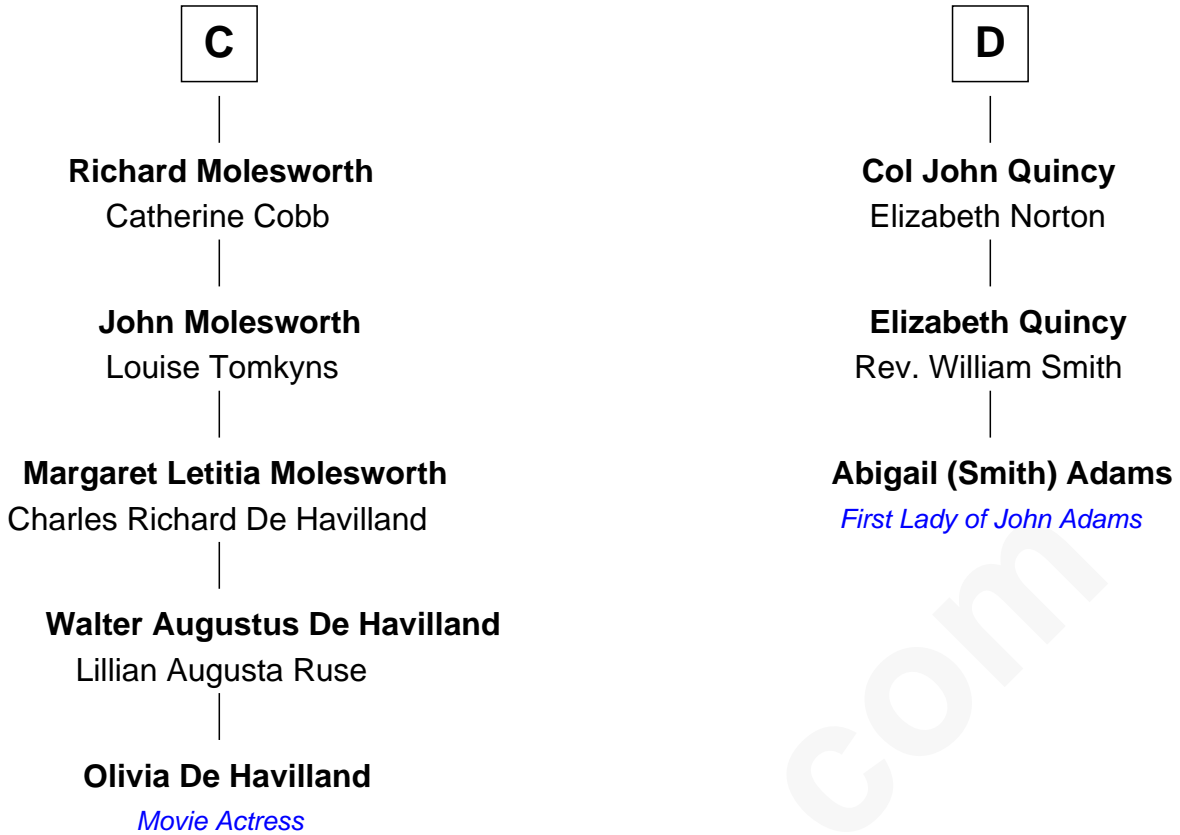 C
Richard Molesworth
Catherine Cobb
John Molesworth
Louise Tomkyns
Margaret Letitia Molesworth
Charles Richard De Havilland
Walter Augustus De Havilland
Lillian Augusta Ruse
Olivia De Havilland
Movie Actress
D
Col John Quincy
Elizabeth Norton
Elizabeth Quincy
Rev. William Smith
Abigail (Smith) Adams
First Lady of John Adams
com